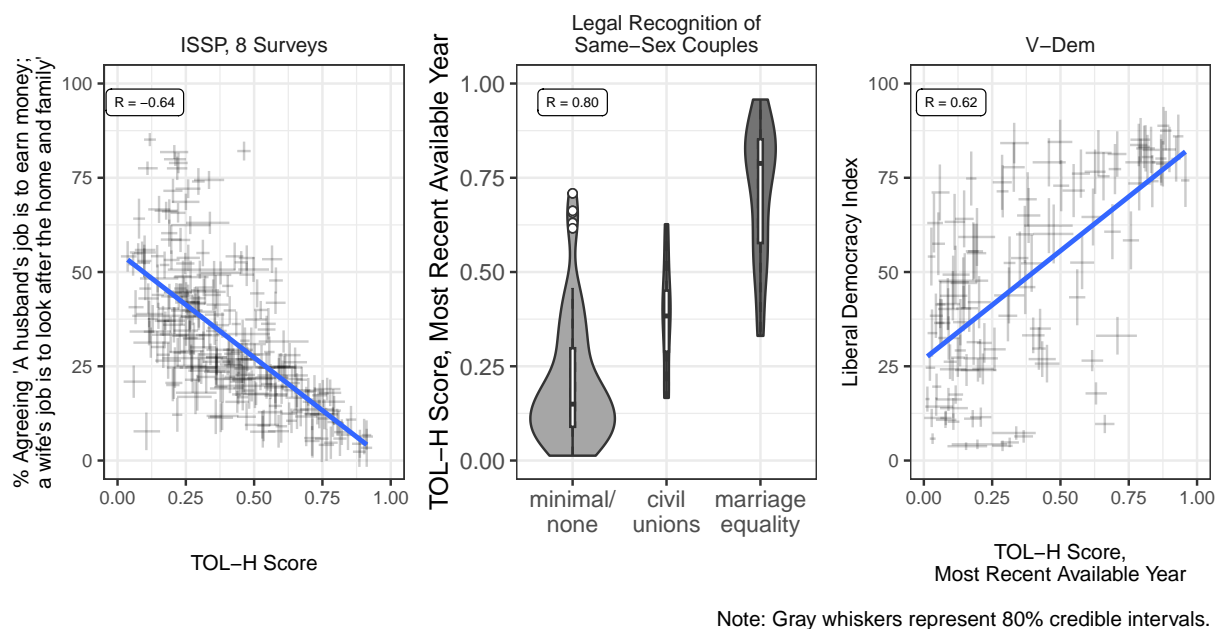 ISSP, 8 Surveys
% Agreeing 'A husband's job is to earn money;
a wife's job is to look after the home and family'
100
75
50
25
0
R = −0.64
0.00 0.25 0.50 0.75 1.00
TOL−H Score
Legal Recognition of
Same−Sex Couples
TOL−H Score, Most Recent Available Year
1.00
0.75
0.50
0.25
0.00
R = 0.80
minimal/
none
civil
unions
marriage
equality
V−Dem
Liberal Democracy Index
100
75
50
25
0
R = 0.62
0.00 0.25 0.50 0.75 1.00
TOL−H Score,
Most Recent Available Year
Note: Gray whiskers represent 80% credible intervals.